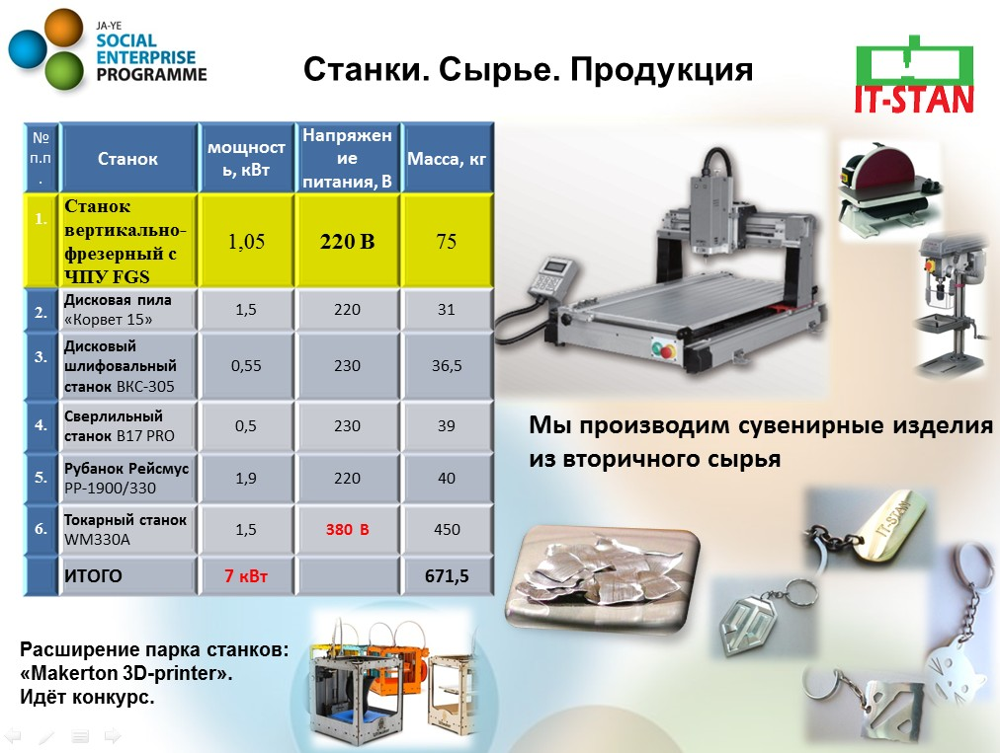 JA-YE
SOCIAL
ENTERPRISE
PROGRAMME
Станки. Сырье. Продукция
IT-STAN
№
п.п
.
Станок
мощност
ь, кВт
Напряжен
ие
питания, В
Масса, кг
1.
Станок
вертикально-
фрезерный с
ЧПУ FGS
1,05
220 В
75
2.
Дисковая пила
«Корвет 15»
1,5
220
31
3.
Дисковый
шлифовальный
станок ВКС-305
0,55
230
36,5
4.
Сверлильный
станок B17 PRO
0,5
230
39
5.
Рубанок Рейсмус
РР-1900/330
1,9
220
40
6.
Токарный станок
WM330A
1,5
380 В
450
ИТОГО
7 кВт
671,5
Мы производим сувенирные изделия
из вторичного сырья
IT-STAN
Расширение парка станков:
«Makerton 3D-printer».
Идёт конкурс.